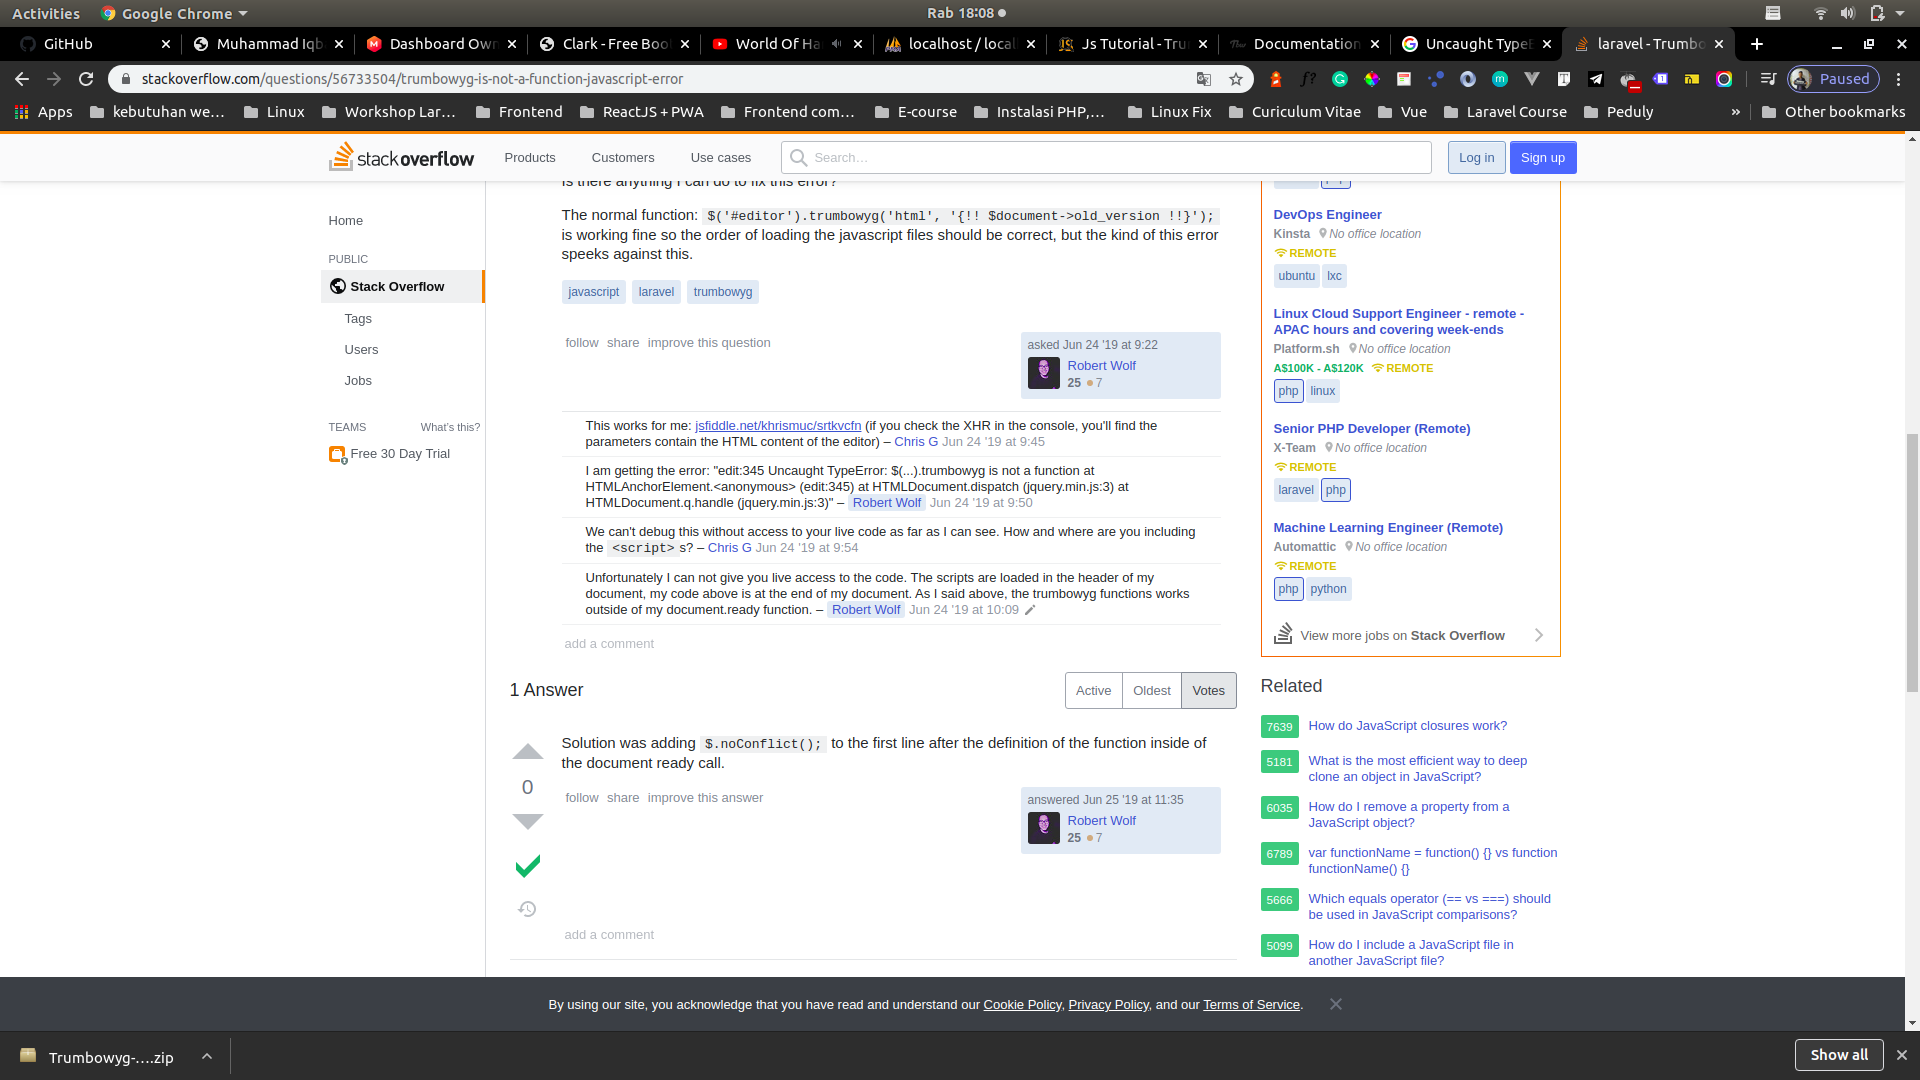 Activities
Google Chrome
Rab 18:08
GitHub
Muhammad Iqb
Dashboard Own
Clark - Free Boo
World Of Ha
localhost / local
Js Tutorial - Tru
Documentation
Uncaught TypeE
laravel - Trumbo
stackoverflow.com/questions/56733504/trumbowyg-is-not-a-function-javascript-error
Paused
Apps
kebutuhan we...
Linux
Workshop Lar...
Frontend
ReactJS + PWA
Frontend com...
E-course
Instalasi PHP,...
Linux Fix
Curiculum Vitae
Vue
Laravel Course
Peduly
»
Other bookmarks
stackoverflow
Products
Customers
Use cases
Search...
Log in
Sign up
Home
PUBLIC
Stack Overflow
Tags
Users
Jobs
TEAMS
What's this?
Free 30 Day Trial
Is there anything I can do to fix this error?
The normal function: $('#editor').trumbowyg('html', '{!! $document->old_version !!}');
is working fine so the order of loading the javascript files should be correct, but the kind of this error
speeks against this.
javascript
laravel
trumbowyg
follow share improve this question
asked Jun 24 '19 at 9:22
Robert Wolf
25 7
This works for me: jsfiddle.net/khrismuc/srtkvcfn (if you check the XHR in the console, you'll find the
parameters contain the HTML content of the editor) – Chris G Jun 24 '19 at 9:45
I am getting the error: "edit:345 Uncaught TypeError: $(...).trumbowyg is not a function at
HTMLAnchorElement.<anonymous> (edit:345) at HTMLDocument.dispatch (jquery.min.js:3) at
HTMLDocument.q.handle (jquery.min.js:3)" – Robert Wolf Jun 24 '19 at 9:50
We can't debug this without access to your live code as far as I can see. How and where are you including
the <script>s? – Chris G Jun 24 '19 at 9:54
Unfortunately I can not give you live access to the code. The scripts are loaded in the header of my
document, my code above is at the end of my document. As I said above, the trumbowyg functions works
outside of my document.ready function. – Robert Wolf Jun 24 '19 at 10:09
add a comment
1 Answer
Active
Oldest
Votes
Solution was adding $.noConflict(); to the first line after the definition of the function inside of
the document ready call.
0
follow share improve this answer
answered Jun 25 '19 at 11:35
Robert Wolf
25 7
add a comment
DevOps Engineer
Kinsta No office location
REMOTE
ubuntu lxc
Linux Cloud Support Engineer - remote -
APAC hours and covering week-ends
Platform.sh No office location
A$100K - A$120K REMOTE
php linux
Senior PHP Developer (Remote)
X-Team No office location
REMOTE
laravel php
Machine Learning Engineer (Remote)
Automattic No office location
REMOTE
php python
View more jobs on Stack Overflow
Related
7639 How do JavaScript closures work?
5181 What is the most efficient way to deep
clone an object in JavaScript?
6035 How do I remove a property from a
JavaScript object?
6789 var functionName = function() {} vs function
functionName() {}
5666 Which equals operator (== vs ===) should
be used in JavaScript comparisons?
5099 How do I include a JavaScript file in
another JavaScript file?
By using our site, you acknowledge that you have read and understand our Cookie Policy, Privacy Policy, and our Terms of Service.
Trumbowyg-....zip
Show all